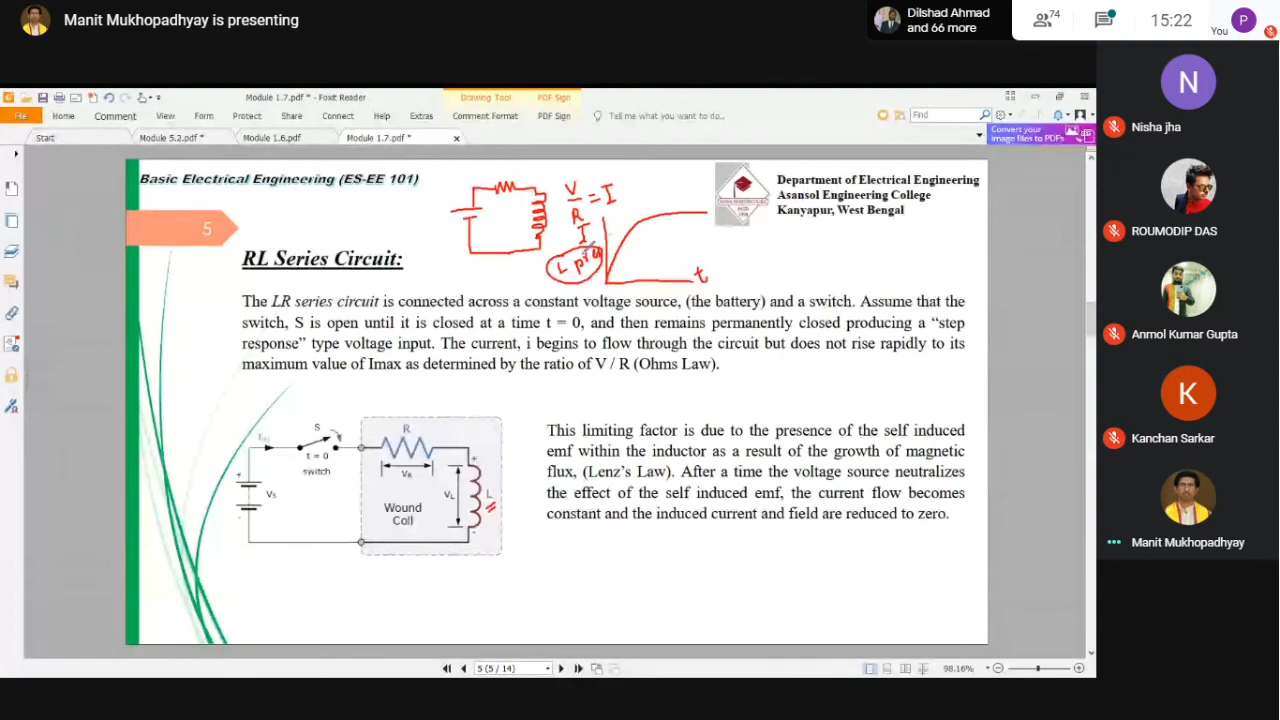 Manit Mukhopadhyay is presenting
Dilshad Ahmad
and 66 more
74
15:22
You
P
Module 1.7.pdf * - Foxit Reader
Drawing Tool
PDF Sign
File
Home
Comment
View
Form
Protect
Share
Connect
Help
Extras
Comment Format
PDF Sign
Tell me what you want to do...
Find
Start
Module 5.2.pdf *
Module 1.6.pdf
Module 1.7.pdf *
Convert your
image files to PDFs
Basic Electrical Engineering (ES-EE 101)
Department of Electrical Engineering
Asansol Engineering College
Kanyapur, West Bengal
5
V
R
= I
I
L
t
RL Series Circuit:
The LR series circuit is connected across a constant voltage source, (the battery) and a switch. Assume that the
switch, S is open until it is closed at a time t = 0, and then remains permanently closed producing a “step
response” type voltage input. The current, i begins to flow through the circuit but does not rise rapidly to its
maximum value of Imax as determined by the ratio of V / R (Ohms Law).
S
t = 0
switch
R
VR
VS
VL
L
Wound
Coil
+
-
+
-
This limiting factor is due to the presence of the self induced
emf within the inductor as a result of the growth of magnetic
flux, (Lenz’s Law). After a time the voltage source neutralizes
the effect of the self induced emf, the current flow becomes
constant and the induced current and field are reduced to zero.
5 (5 / 14)
98.16%
N
Nisha jha
ROUMODIP DAS
Anmol Kumar Gupta
K
Kanchan Sarkar
Manit Mukhopadhyay